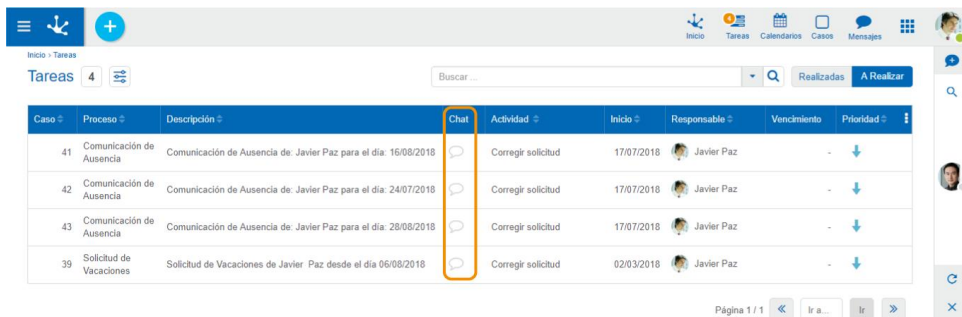 4
Inicio Tareas Calendarios Casos Mensajes
Inicio > Tareas
Tareas 4 Buscar ... Realizadas A Realizar
Caso Proceso Descripción Chat Actividad Inicio Responsable Vencimiento Prioridad
41 Comunicación de Ausencia Comunicación de Ausencia de: Javier Paz para el día: 16/08/2018 Corregir solicitud 17/07/2018 Javier Paz -
42 Comunicación de Ausencia Comunicación de Ausencia de: Javier Paz para el día: 24/07/2018 Corregir solicitud 17/07/2018 Javier Paz -
43 Comunicación de Ausencia Comunicación de Ausencia de: Javier Paz para el día: 28/08/2018 Corregir solicitud 17/07/2018 Javier Paz -
39 Solicitud de Vacaciones Solicitud de Vacaciones de Javier Paz desde el día 06/08/2018 Corregir solicitud 02/03/2018 Javier Paz -
Página 1 / 1 « Ir a... Ir »